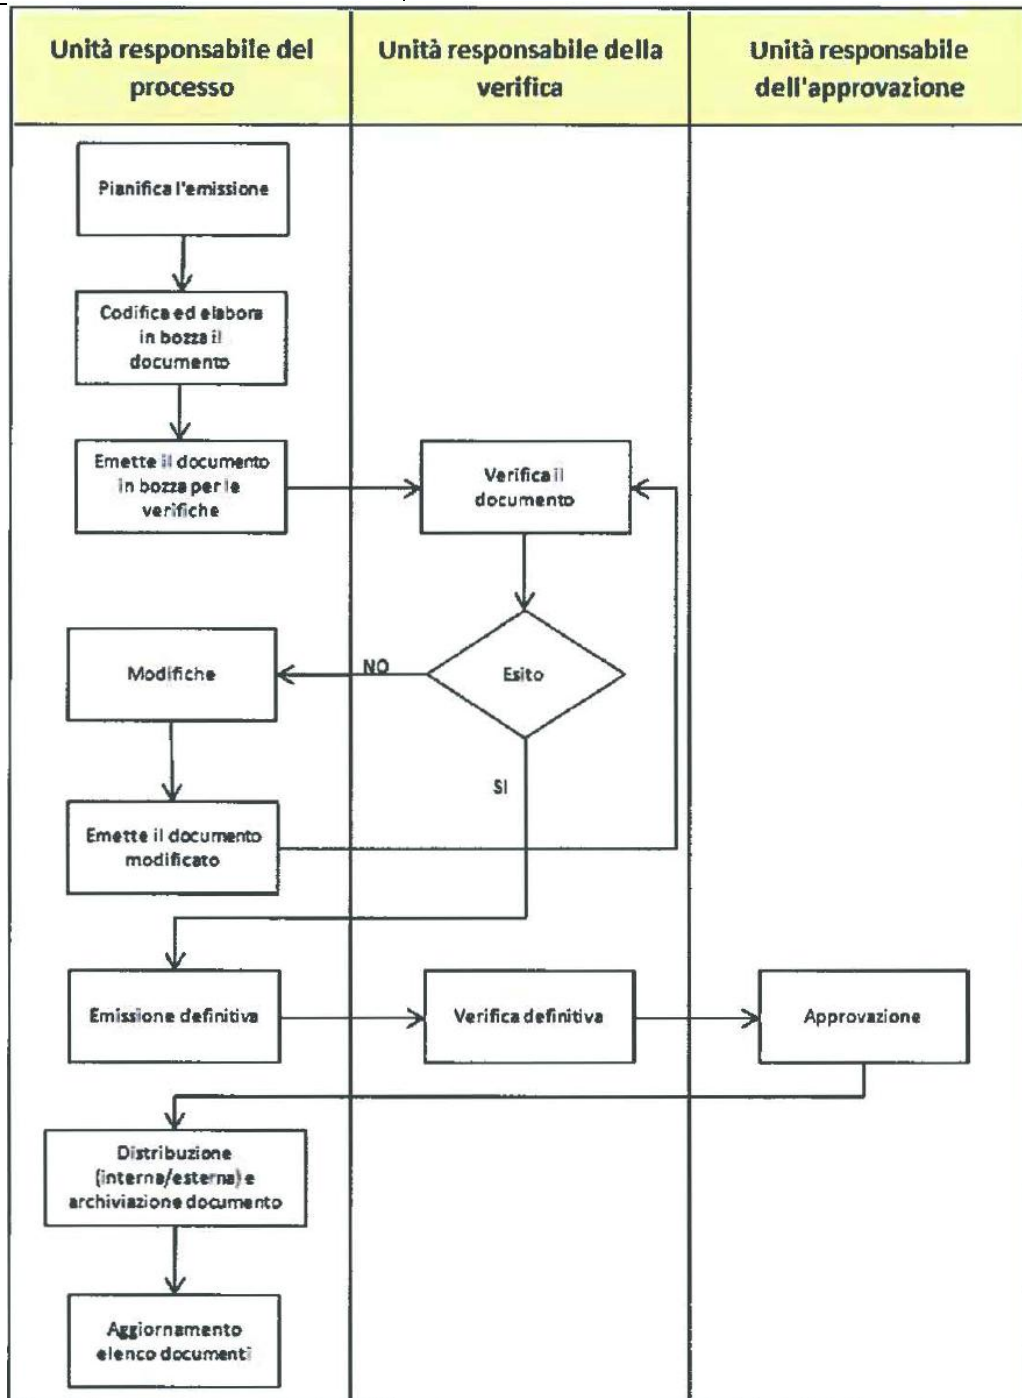 Unità responsabile del
processo
Unità responsabile della
verifica
Unità responsabile
dell'approvazione
Pianifica l'emissione
Codifica ed elabora
in bozza il
documento
Emette il documento
in bozza per le
verifiche
Verifica il
documento
Modifiche
NO
Esito
SI
Emette il documento
modificato
Emissione definitiva
Verifica definitiva
Approvazione
Distribuzione
(interna/esterna) e
archiviazione documento
Aggiornamento
elenco documenti